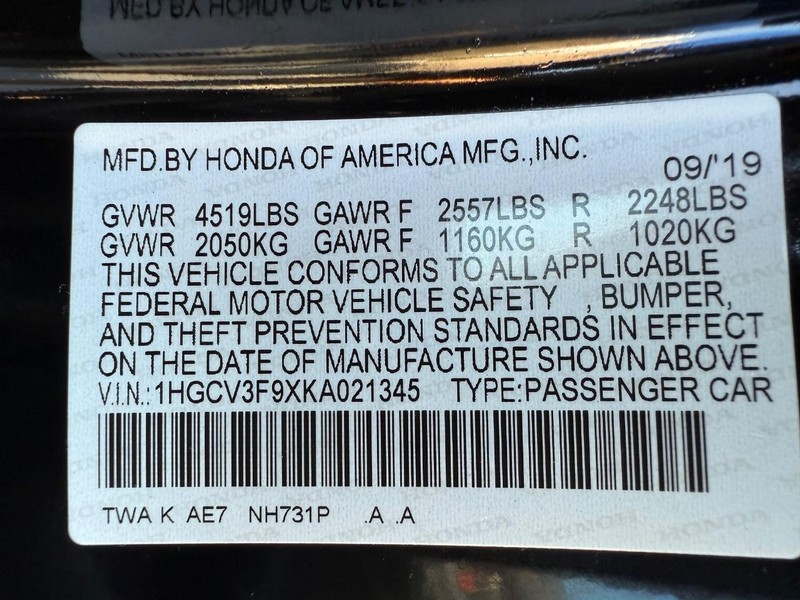 MFD.BY HONDA OF AMERICA MFG.,INC.
09/'19
GVWR 4519LBS GAWR F 2557LBS R 2248LBS
GVWR 2050KG GAWR F 1160KG R 1020KG
THIS VEHICLE CONFORMS TO ALL APPLICABLE
FEDERAL MOTOR VEHICLE SAFETY , BUMPER,
AND THEFT PREVENTION STANDARDS IN EFFECT
ON THE DATE OF MANUFACTURE SHOWN ABOVE.
V.I.N.:1HGCV3F9XKA021345 TYPE:PASSENGER CAR
TWA K AE7 NH731P .A .A